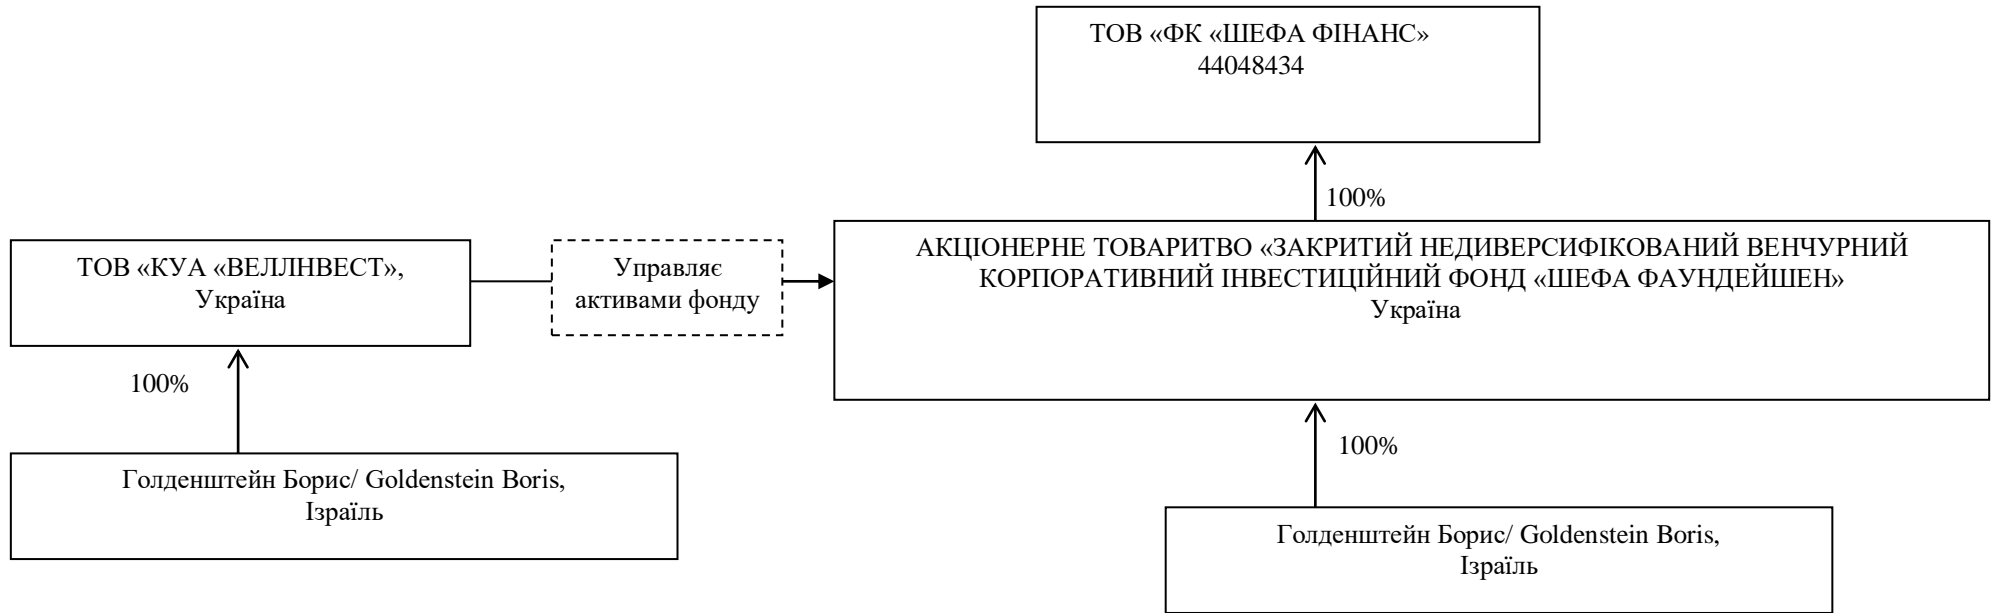 ТОВ «ФК «ШЕФА ФІНАНС»
44048434
100%
ТОВ «КУА «ВЕЛЛНВЕСТ»,
Україна
Управляє
активами фонду
АКЦІОНЕРНЕ ТОВАРИТВО «ЗАКРИТИЙ НЕДИВЕРСИФІКОВАНИЙ ВЕНЧУРНИЙ
КОРПОРАТИВНИЙ ІНВЕСТИЦІЙНИЙ ФОНД «ШЕФА ФАУНДЕЙШЕН»
Україна
100%
100%
Голденштейн Борис/ Goldenstein Boris,
Ізраїль
Голденштейн Борис/ Goldenstein Boris,
Ізраїль